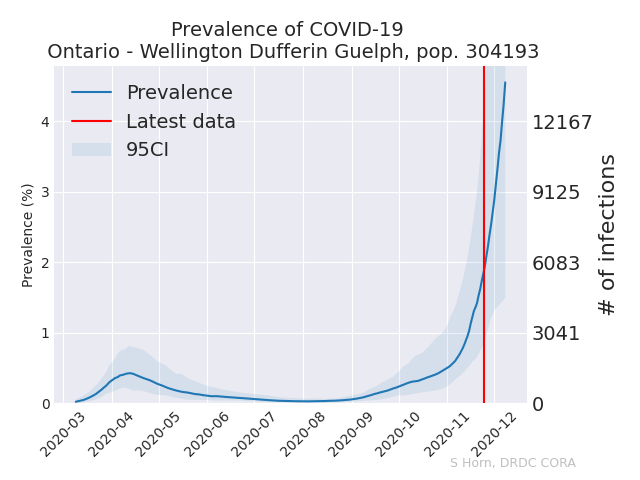 Prevalence of COVID-19
Ontario - Wellington Dufferin Guelph, pop. 304193
Prevalence
Latest data
95CI
Prevalence (%)
4
3
2
1
0
12167
9125
6083
3041
0
# of infections
2020-03
2020-04
2020-05
2020-06
2020-07
2020-08
2020-09
2020-10
2020-11
2020-12
S Horn, DRDC CORA